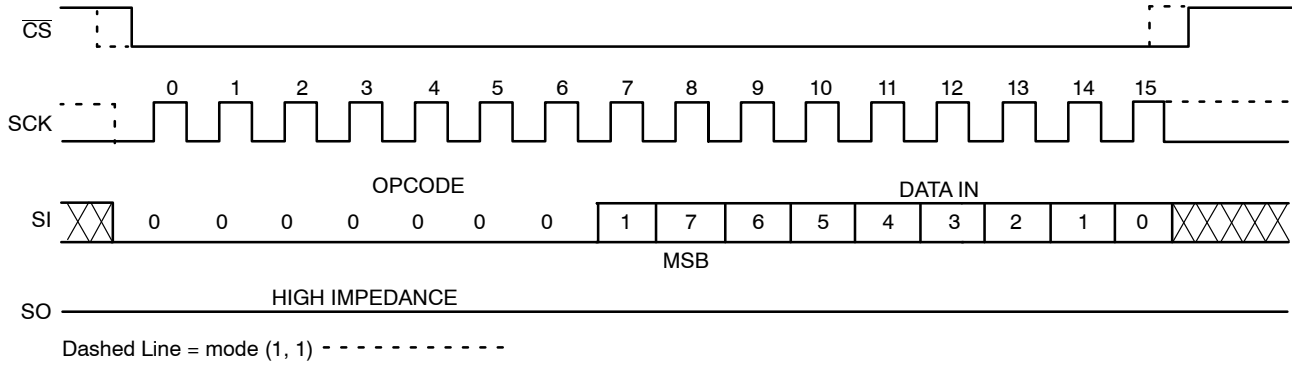 CS
0 1 2 3 4 5 6 7 8 9 10 11 12 13 14 15
SCK
OPCODE DATA IN
SI 0 0 0 0 0 0 0 1 7 6 5 4 3 2 1 0
MSB
HIGH IMPEDANCE
SO
Dashed Line = mode (1, 1)